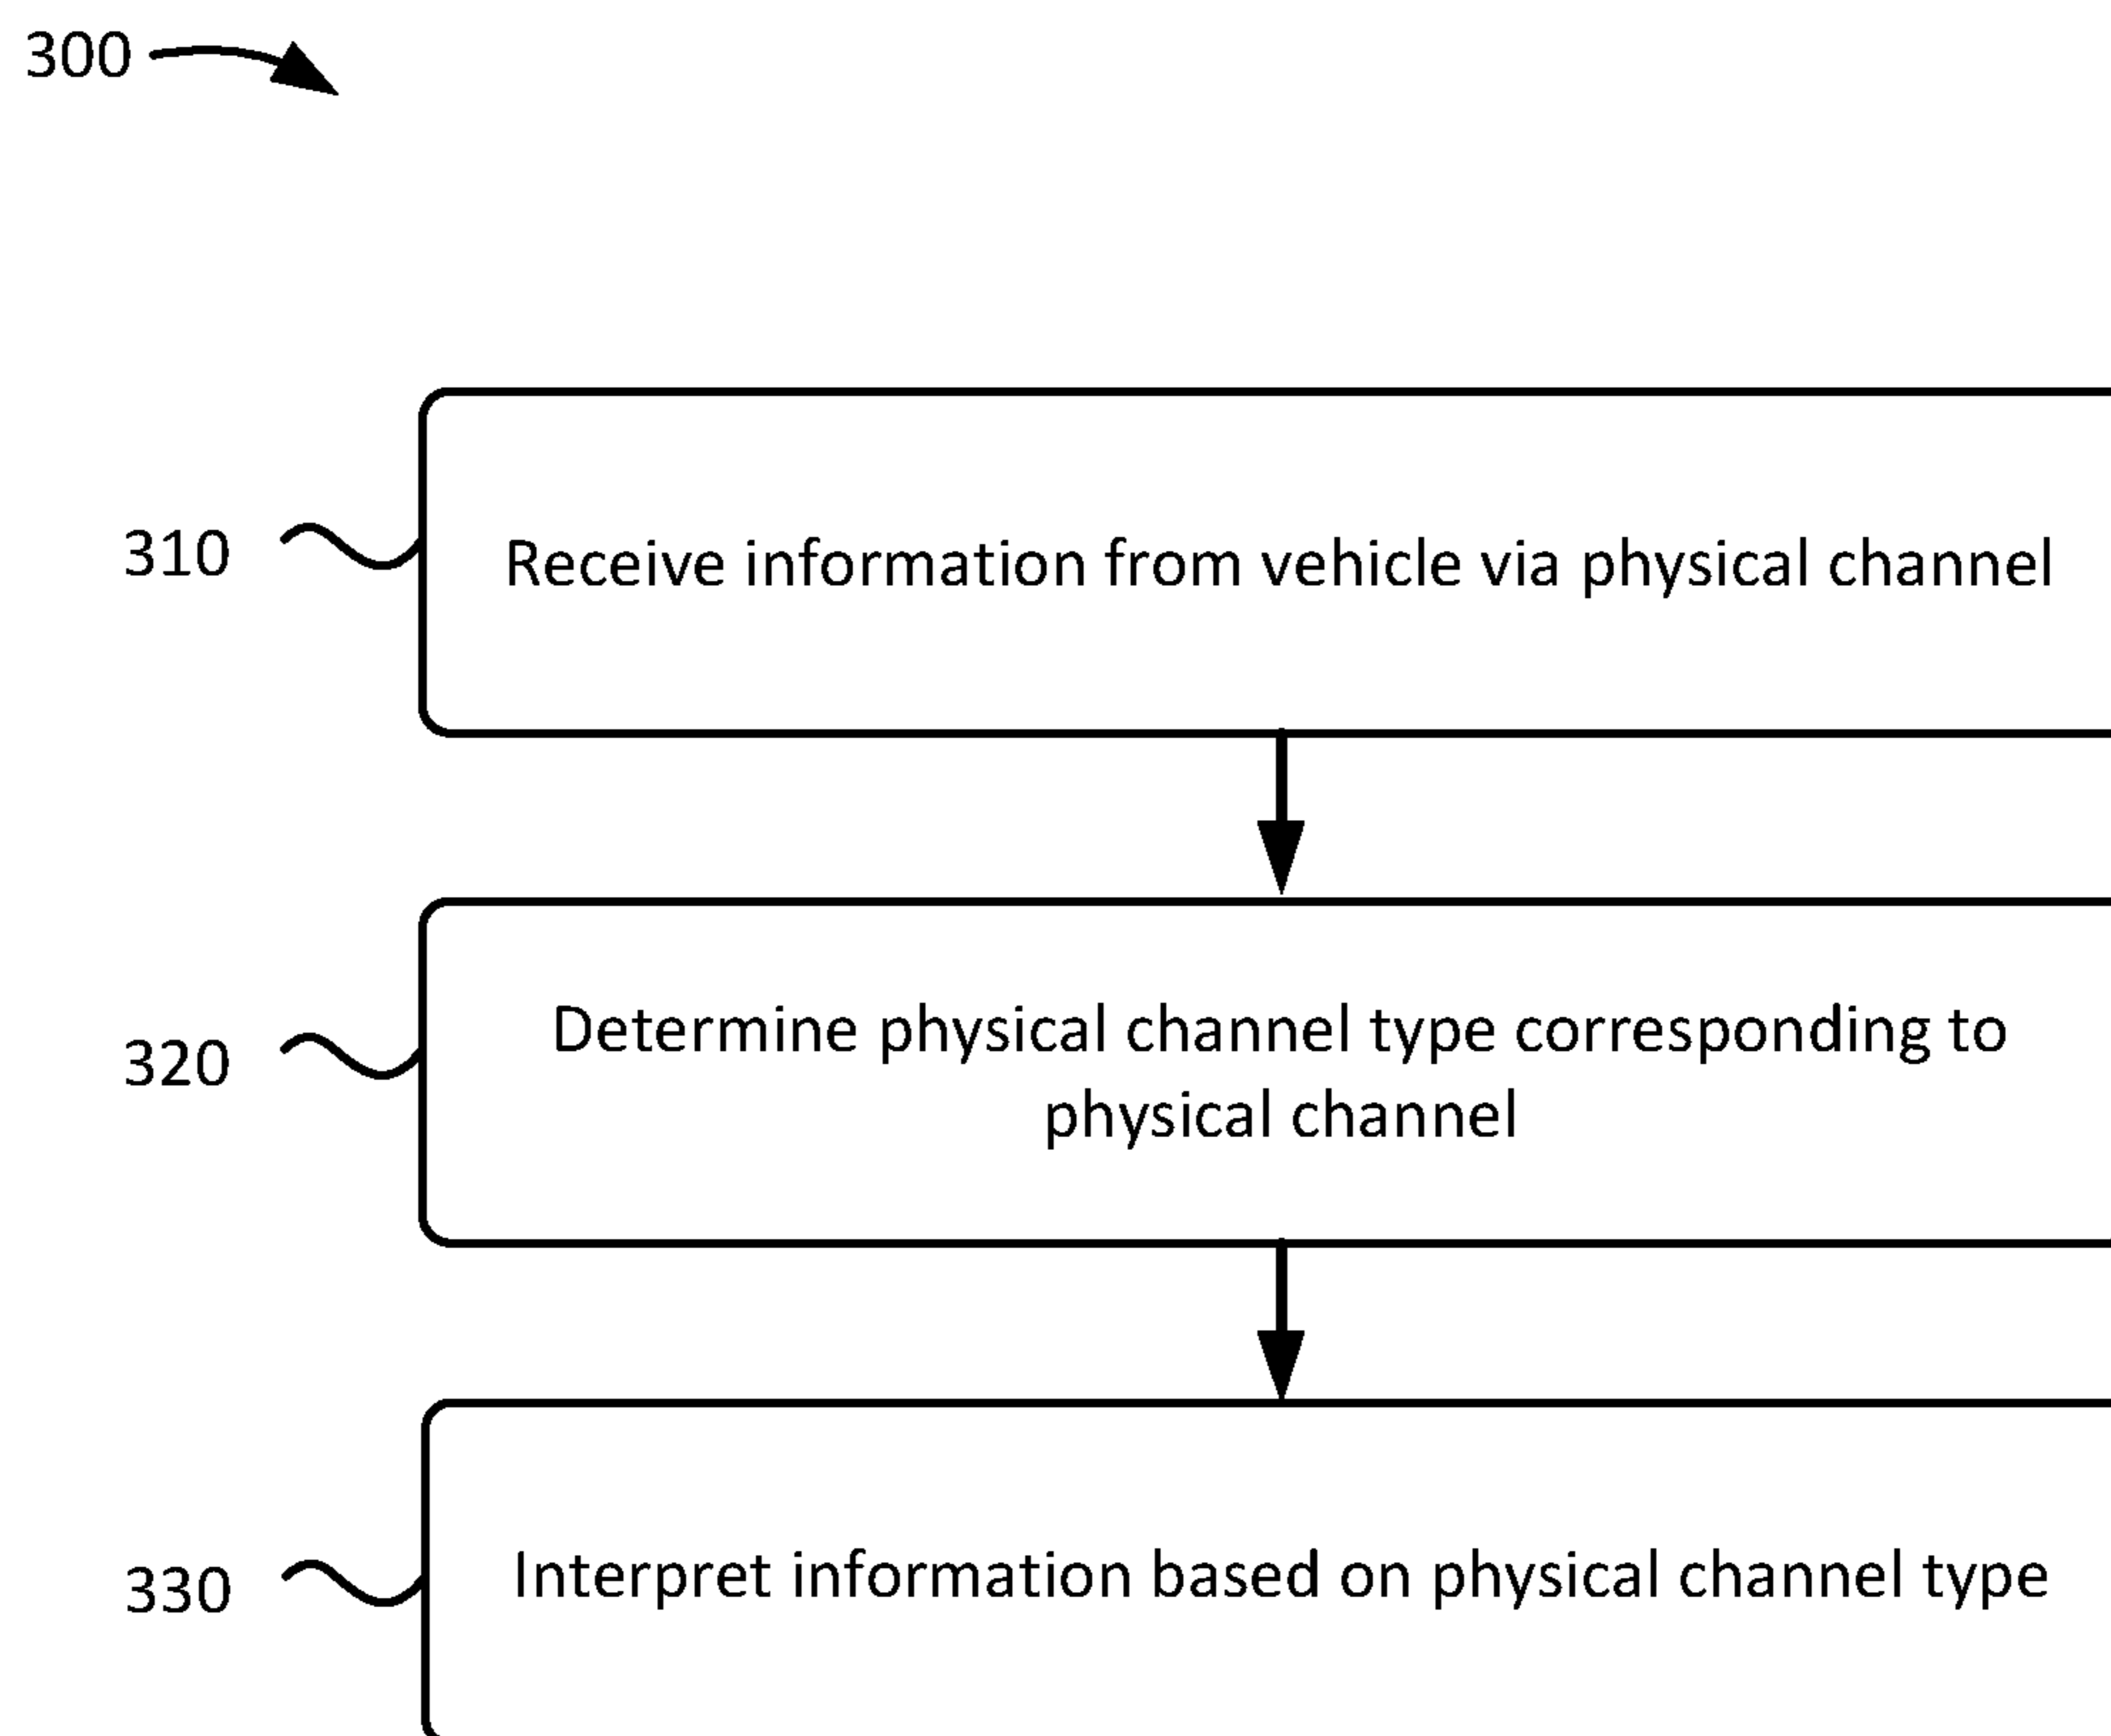 300
310
Receive information from vehicle via physical channel
320
Determine physical channel type corresponding to
physical channel
330
Interpret information based on physical channel type